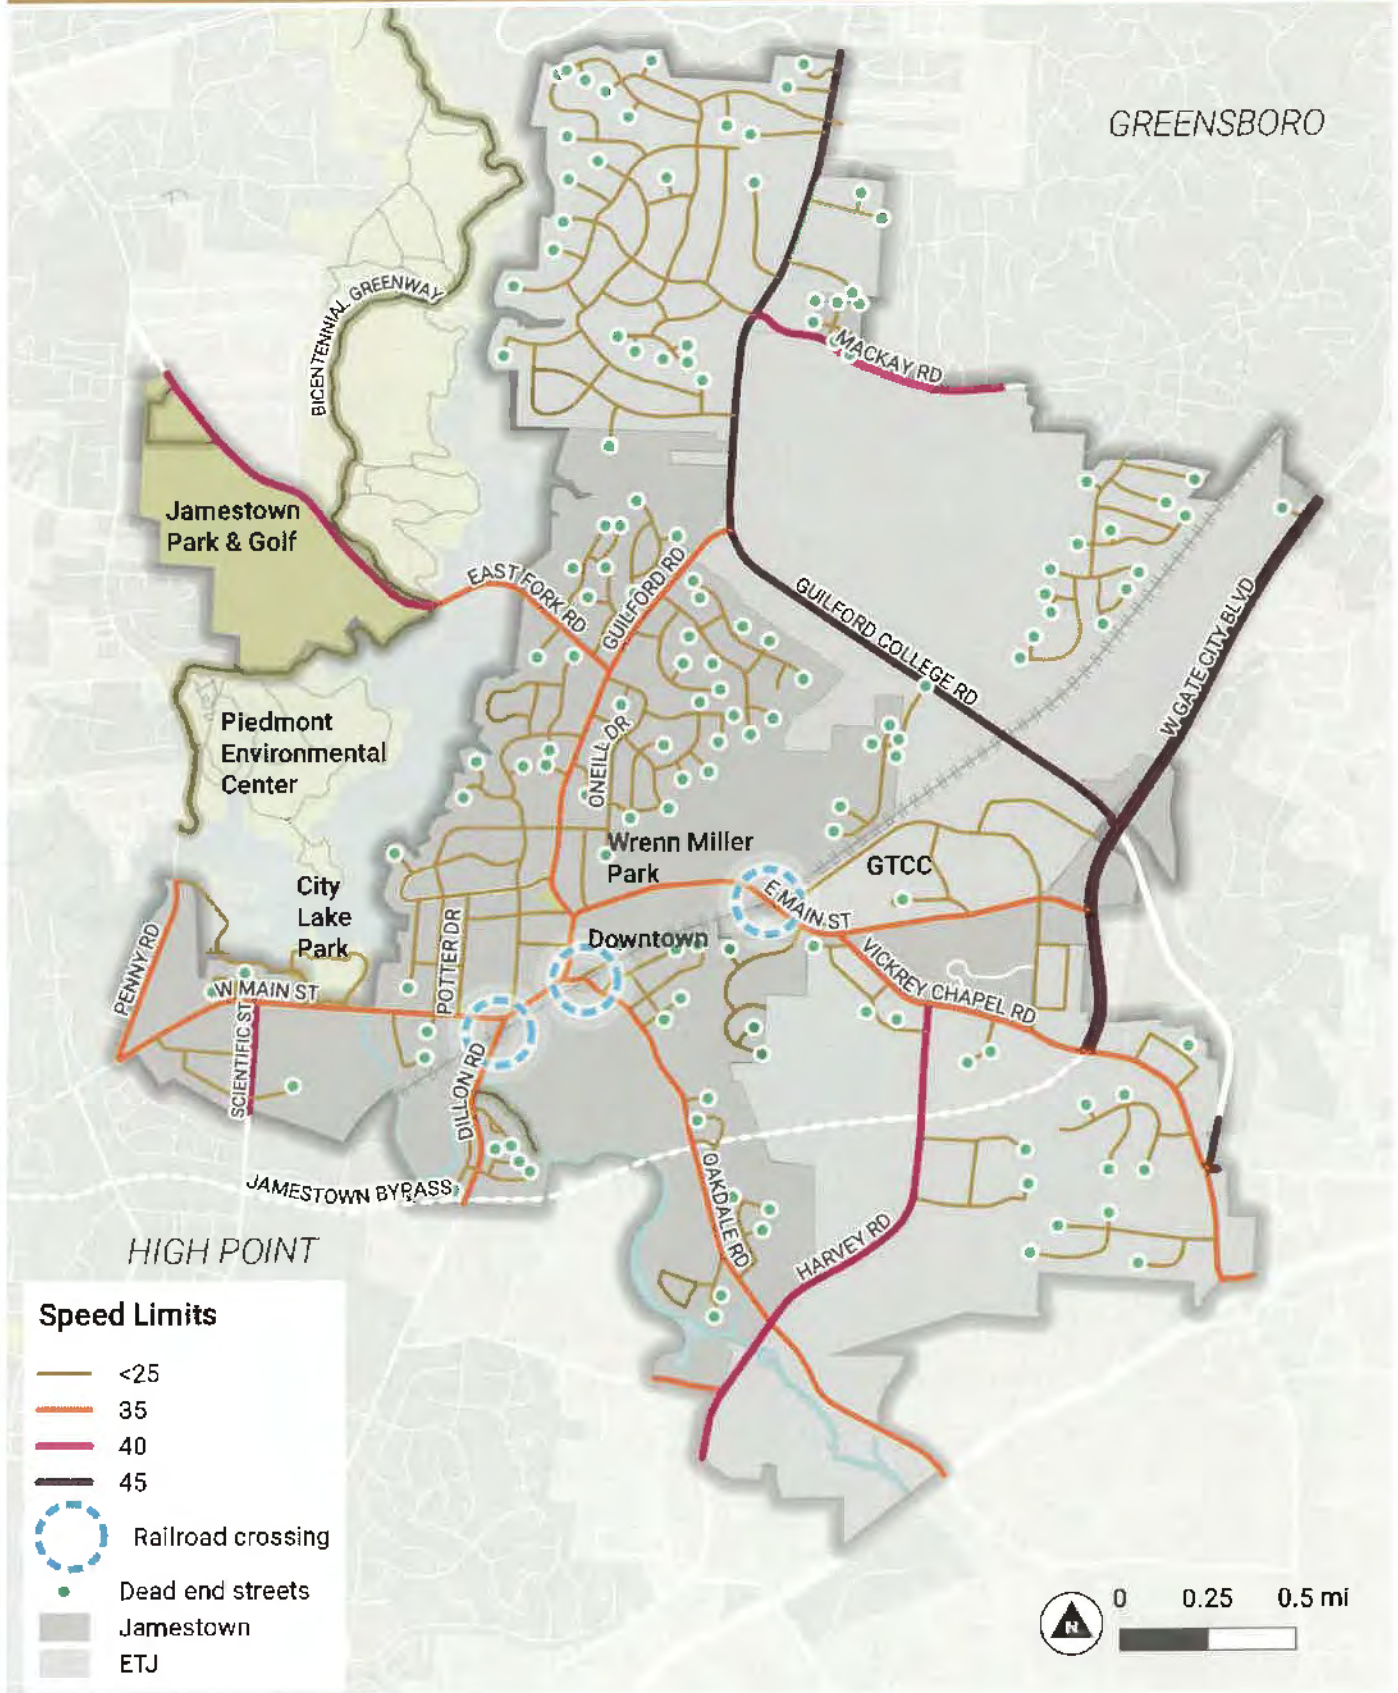 GREENSBORO
BICENTENNIAL GREENWAY
MACKAY RD
Jamestown
Park & Golf
EAST FORK RD
GUILFORD RD
GUILFORD COLLEGE RD
W GATE CITY BLVD
Piedmont
Environmental
Center
ONEILL DR
Wrenn Miller
Park
GTCC
City
Lake
Park
E MAIN ST
POTTER DR
Downtown
PENNY RD
VICKREY CHAPEL RD
W MAIN ST
SCIENTIFIC ST
DILLON RD
OAKDALE RD
JAMESTOWN BYPASS
HARVEY RD
HIGH POINT
Speed Limits
<25
35
40
45
Railroad crossing
Dead end streets
Jamestown
ETJ
N
0 0.25 0.5 mi